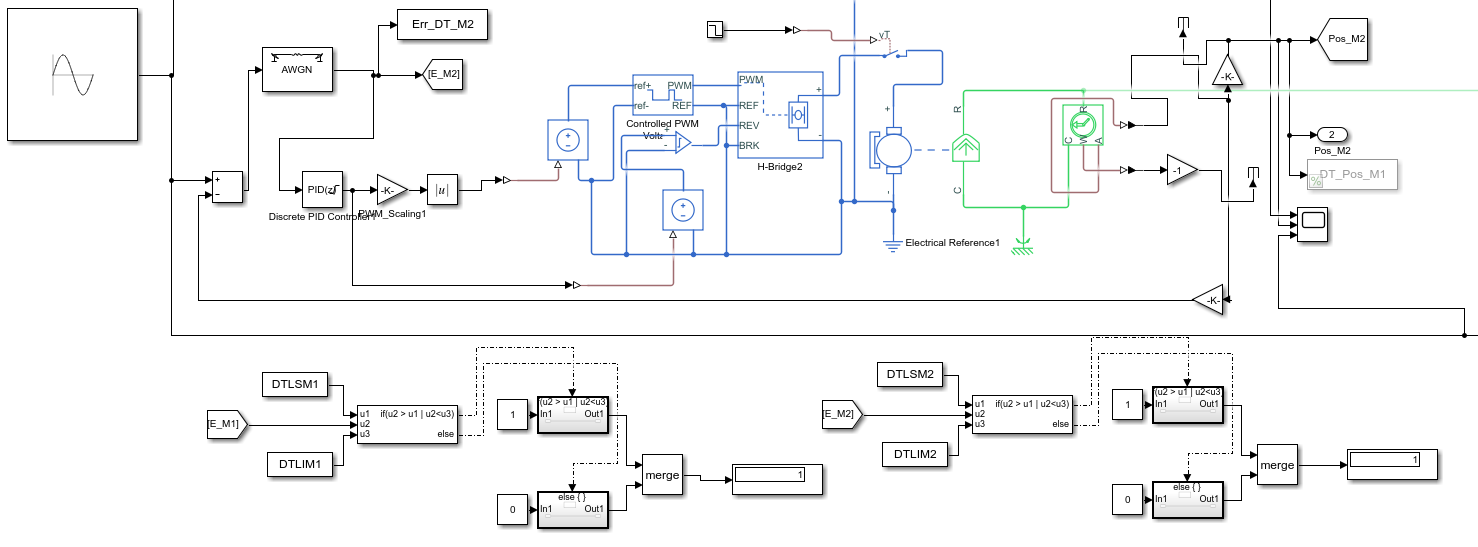 Err_DT_M2
AWGN
[E_M2]
+
−
PID(z)
Discrete PID Controller1
-K-
PWM_Scaling1
|u|
ref+
PWM
ref-
REF
Controlled PWM
Volta
+
-
PWM
REF
REV
BRK
+
-
H-Bridge2
vT
+
-
Electrical Reference1
R
C
R
C
W
A
-1
-K-
-K-
Pos_M2
2
Pos_M2
DT_Pos_M1
DTLSM1
[E_M1]
DTLIM1
u1
u2
u3
if(u2 > u1 | u2<u3)
else
1
(u2 > u1 | u2<u3)
In1
Out1
0
else { }
In1
Out1
merge
1
DTLSM2
[E_M2]
DTLIM2
u1
u2
u3
if(u2 > u1 | u2<u3)
else
1
(u2 > u1 | u2<u3)
In1
Out1
0
else { }
In1
Out1
merge
1